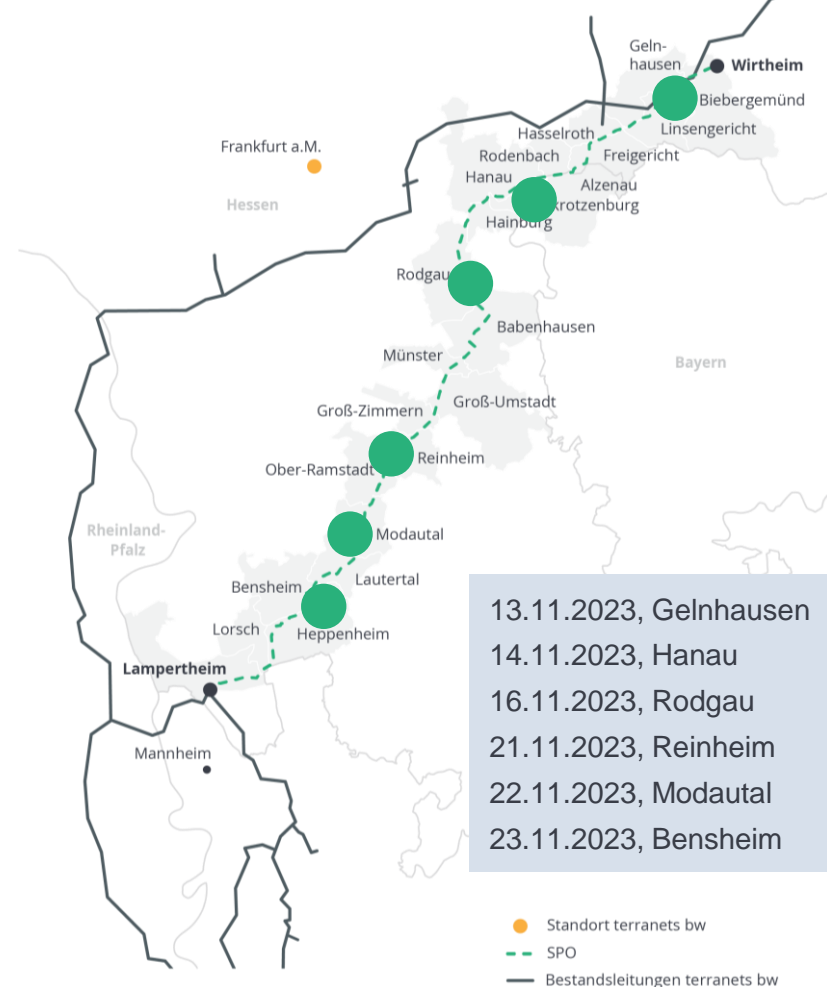 Geln-
hausen
Wirtheim
Biebergemünd
Linsengericht
Hasselroth
Freigericht
Rodenbach
Frankfurt a.M.
Hanau
Alzenau
Hessen
krotzenburg
Hainburg
Rodgau
Babenhausen
Münster
Bayern
Groß-Umstadt
Groß-Zimmern
Reinheim
Ober-Ramstadt
Rheinland-
Pfalz
Modautal
Lautertal
Bensheim
Lorsch
Heppenheim
Lampertheim
Mannheim
13.11.2023, Gelnhausen
14.11.2023, Hanau
16.11.2023, Rodgau
21.11.2023, Reinheim
22.11.2023, Modautal
23.11.2023, Bensheim
Standort terranets bw
SPO
Bestandsleitungen terranets bw